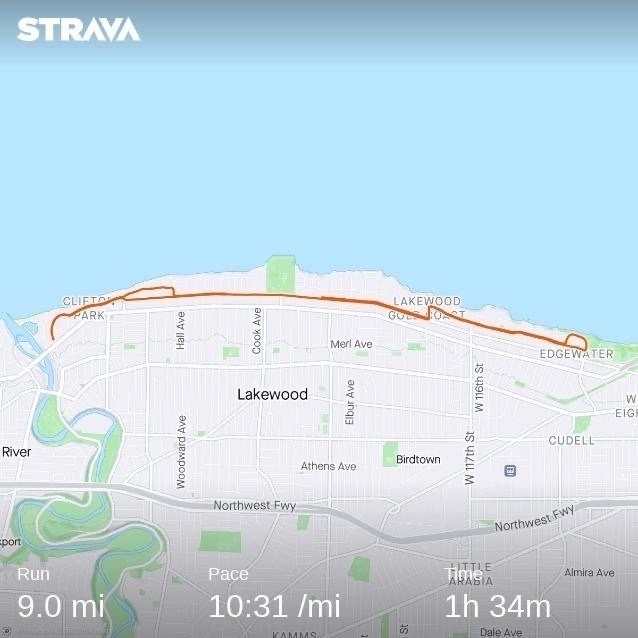 STRAVA
CLIFTON
PARK
LAKEWOOD
GOLD COAST
Hall Ave
Cook Ave
Merl Ave
EDGEWATER
W 116th St
Lakewood
Elbur Ave
W
EIGH
CUDELL
Woodward Ave
W 117th St
River
Athens Ave
Birdtown
Northwest Fwy
Northwest Fwy
kport
St
LITTLE
ARABIA
Almira Ave
Run
Pace
Time
9.0 mi
10:31 /mi
1h 34m
KAMMS
Dale Ave